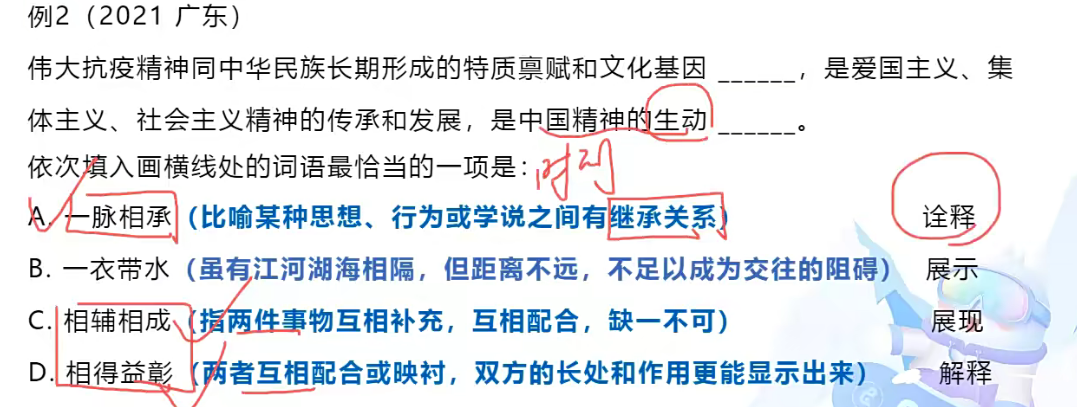 例2（2021 广东）
伟大抗疫精神同中华民族长期形成的特质禀赋和文化基因 ______，是爱国主义、集
体主义、社会主义精神的传承和发展，是中国精神的生动 ______。
依次填入画横线处的词语最恰当的一项是：
A. 一脉相承（比喻某种思想、行为或学说之间有继承关系） 诠释
B. 一衣带水（虽有江河湖海相隔，但距离不远，不足以成为交往的阻碍） 展示
C. 相辅相成（指两件事物互相补充，互相配合，缺一不可） 展现
D. 相得益彰（两者互相配合或映衬，双方的长处和作用更能显示出来） 解释